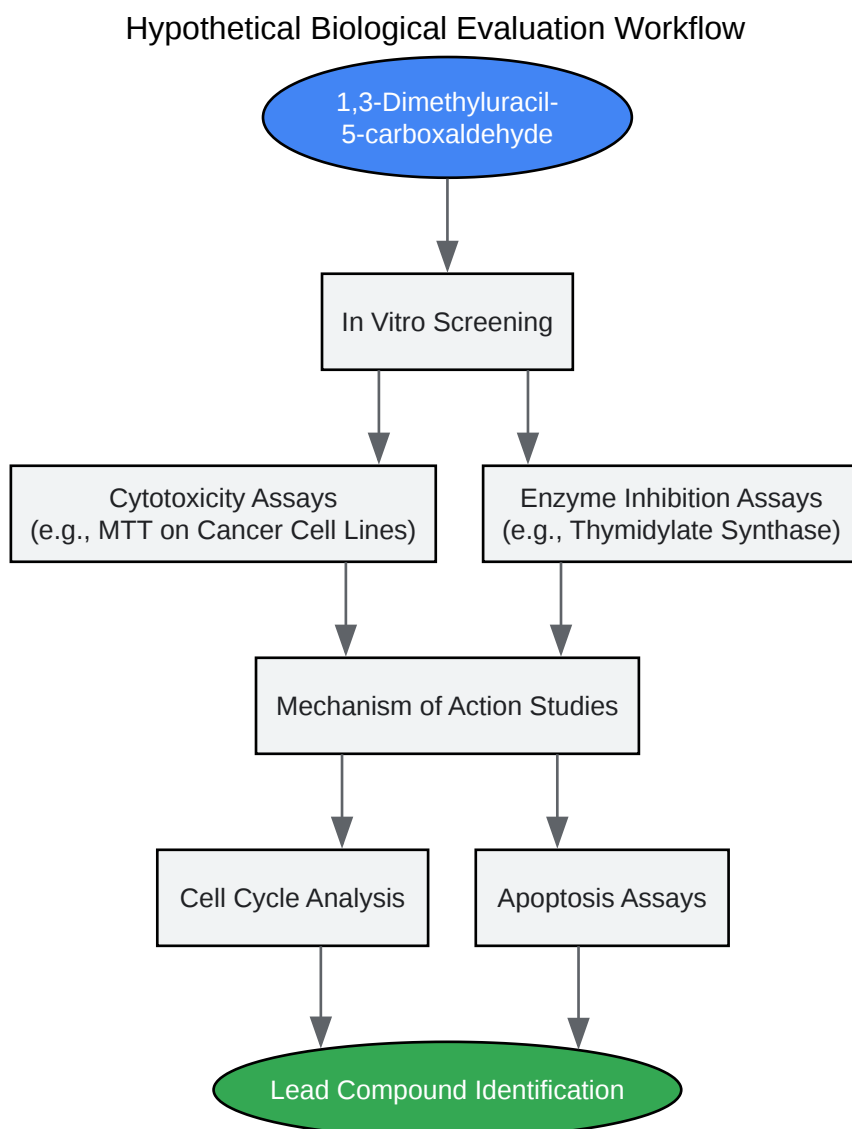 Hypothetical Biological Evaluation Workflow
1,3-Dimethyluracil-
5-carboxaldehyde
In Vitro Screening
Cytotoxicity Assays
(e.g., MTT on Cancer Cell Lines)
Enzyme Inhibition Assays
(e.g., Thymidylate Synthase)
Mechanism of Action Studies
Cell Cycle Analysis
Apoptosis Assays
Lead Compound Identification